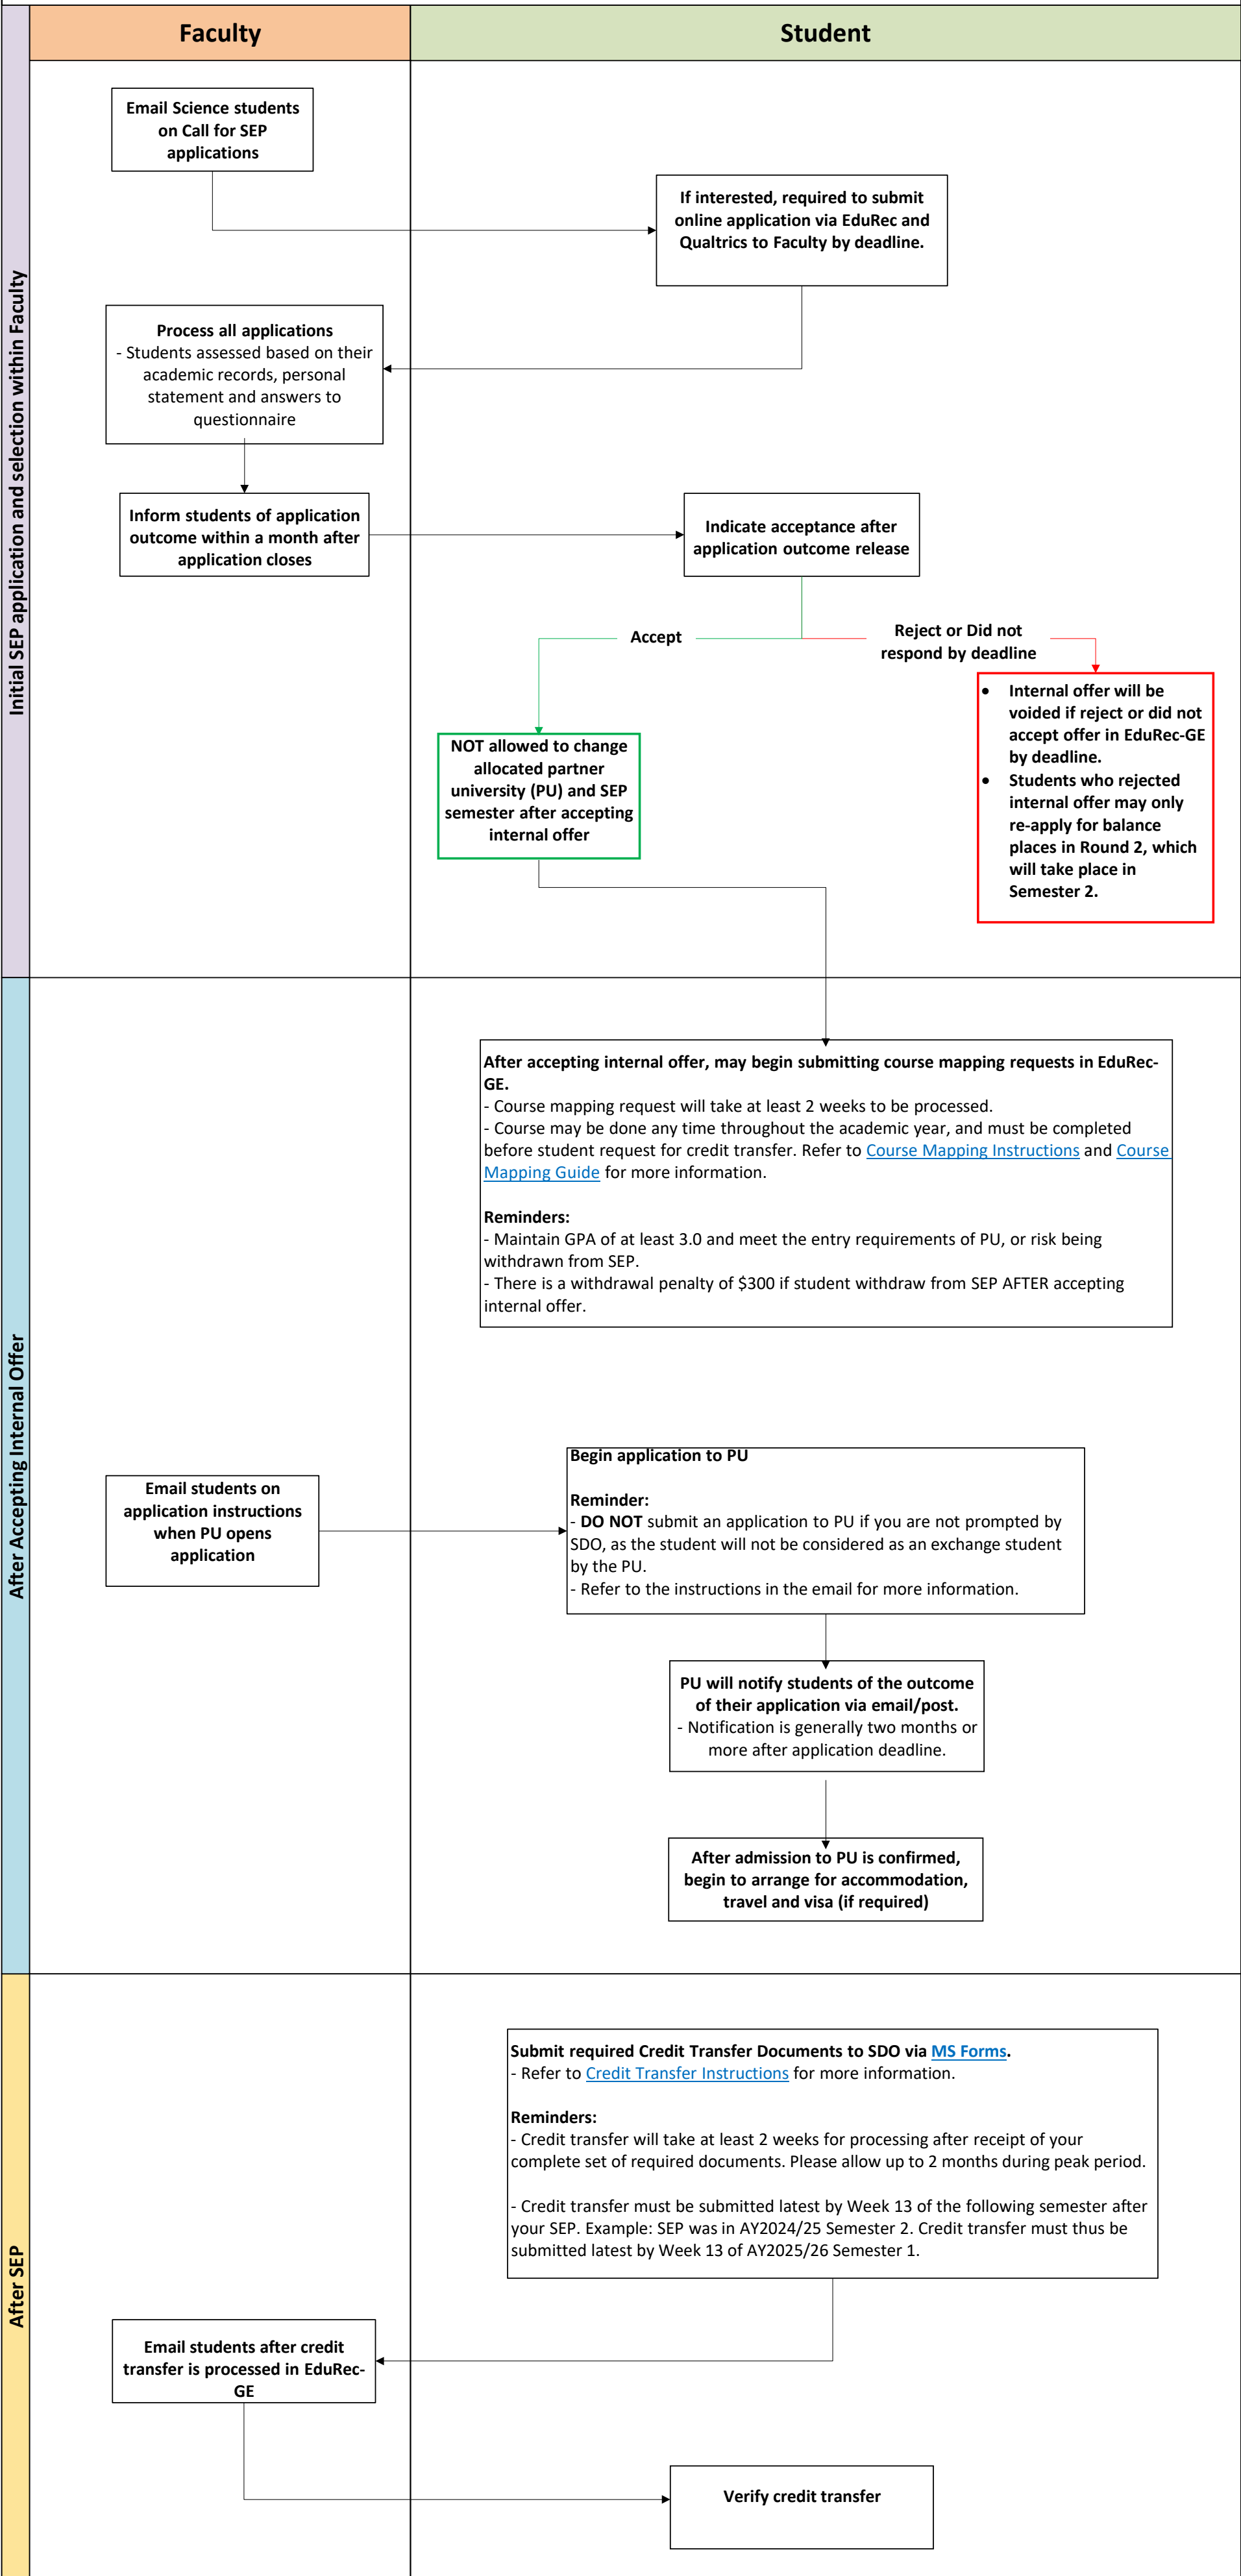 Faculty
Student
Initial SEP application and selection within Faculty
Email Science students
on Call for SEP
applications
If interested, required to submit
online application via EduRec and
Qualtrics to Faculty by deadline.
Process all applications
- Students assessed based on their
academic records, personal
statement and answers to
questionnaire
Inform students of application
outcome within a month after
application closes
Indicate acceptance after
application outcome release
Accept
Reject or Did not
respond by deadline
NOT allowed to change
allocated partner
university (PU) and SEP
semester after accepting
internal offer
• Internal offer will be
voided if reject or did not
accept offer in EduRec-GE
by deadline.
• Students who rejected
internal offer may only
re-apply for balance
places in Round 2, which
will take place in
Semester 2.
After Accepting Internal Offer
After accepting internal offer, may begin submitting course mapping requests in EduRec-
GE.
- Course mapping request will take at least 2 weeks to be processed.
- Course may be done any time throughout the academic year, and must be completed
before student request for credit transfer. Refer to Course Mapping Instructions and Course
Mapping Guide for more information.
Reminders:
- Maintain GPA of at least 3.0 and meet the entry requirements of PU, or risk being
withdrawn from SEP.
- There is a withdrawal penalty of $300 if student withdraw from SEP AFTER accepting
internal offer.
Email students on
application instructions
when PU opens
application
Begin application to PU
Reminder:
- DO NOT submit an application to PU if you are not prompted by
SDO, as the student will not be considered as an exchange student
by the PU.
- Refer to the instructions in the email for more information.
PU will notify students of the outcome
of their application via email/post.
- Notification is generally two months or
more after application deadline.
After admission to PU is confirmed,
begin to arrange for accommodation,
travel and visa (if required)
After SEP
Submit required Credit Transfer Documents to SDO via MS Forms.
- Refer to Credit Transfer Instructions for more information.
Reminders:
- Credit transfer will take at least 2 weeks for processing after receipt of your
complete set of required documents. Please allow up to 2 months during peak period.
- Credit transfer must be submitted latest by Week 13 of the following semester after
your SEP. Example: SEP was in AY2024/25 Semester 2. Credit transfer must thus be
submitted latest by Week 13 of AY2025/26 Semester 1.
Email students after credit
transfer is processed in EduRec-
GE
Verify credit transfer